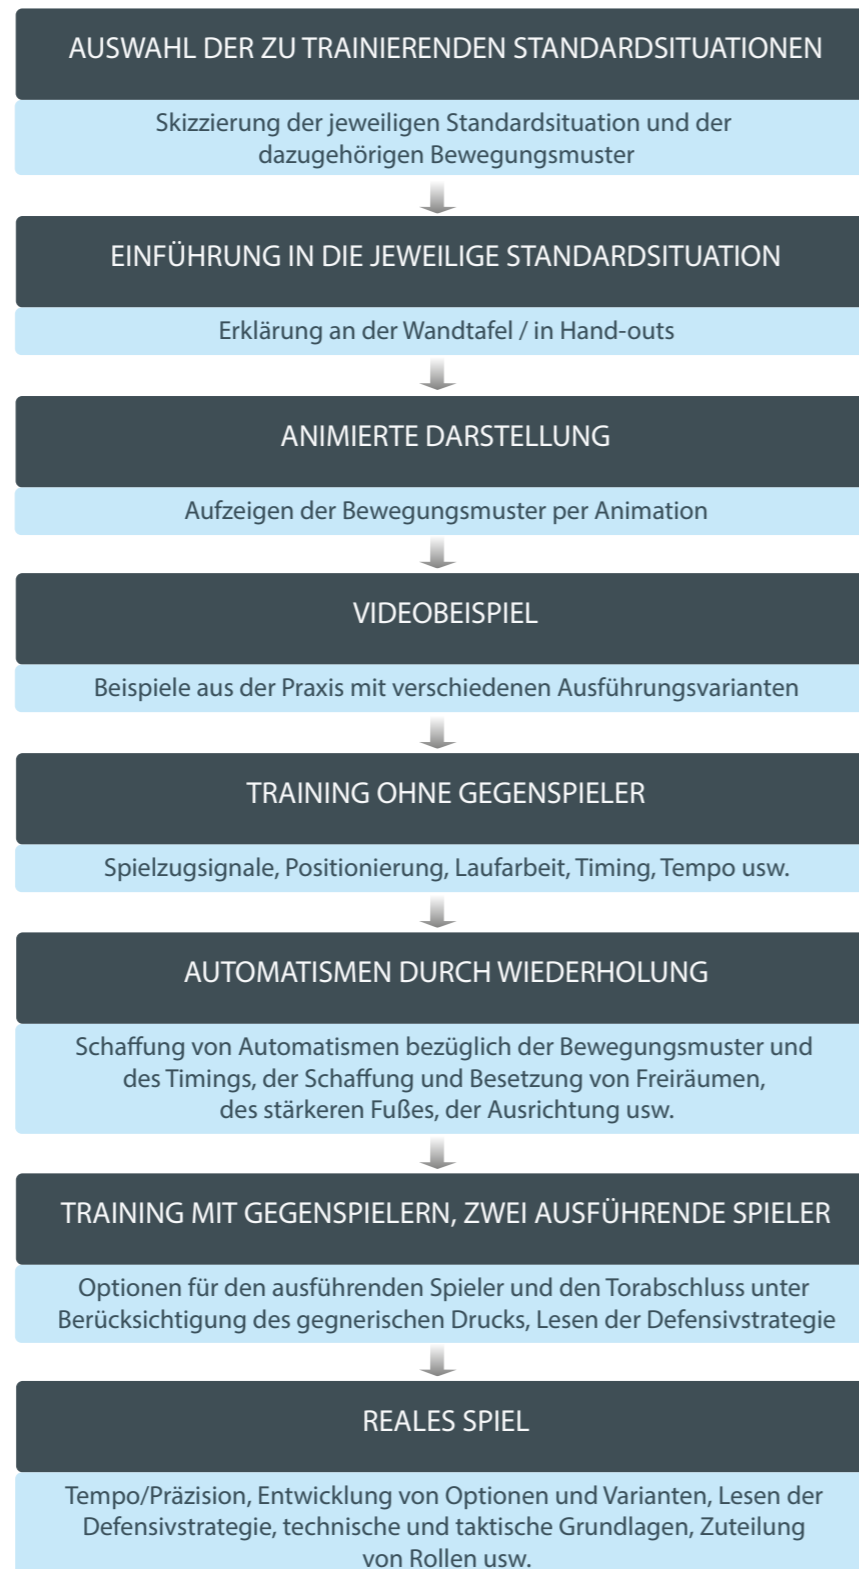 AUSWAHL DER ZU TRAINIERENDEN STANDARDSITUATIONEN
Skizzierung der jeweiligen Standardsituation und der
dazugehörigen Bewegungsmuster
EINFÜHRUNG IN DIE JEWEILIGE STANDARDSITUATION
Erklärung an der Wandtafel / in Hand-outs
ANIMIERTE DARSTELLUNG
Aufzeigen der Bewegungsmuster per Animation
VIDEOBEISPIEL
Beispiele aus der Praxis mit verschiedenen Ausführungsvarianten
TRAINING OHNE GEGENSPIELER
Spielzugsignale, Positionierung, Laufarbeit, Timing, Tempo usw.
AUTOMATISMEN DURCH WIEDERHOLUNG
Schaffung von Automatismen bezüglich der Bewegungsmuster und
des Timings, der Schaffung und Besetzung von Freiräumen,
des stärkeren Fußes, der Ausrichtung usw.
TRAINING MIT GEGENSPIELERN, ZWEI AUSFÜHRENDE SPIELER
Optionen für den ausführenden Spieler und den Torabschluss unter
Berücksichtigung des gegnerischen Drucks, Lesen der Defensivstrategie
REALES SPIEL
Tempo/Präzision, Entwicklung von Optionen und Varianten, Lesen der
Defensivstrategie, technische und taktische Grundlagen, Zuteilung
von Rollen usw.